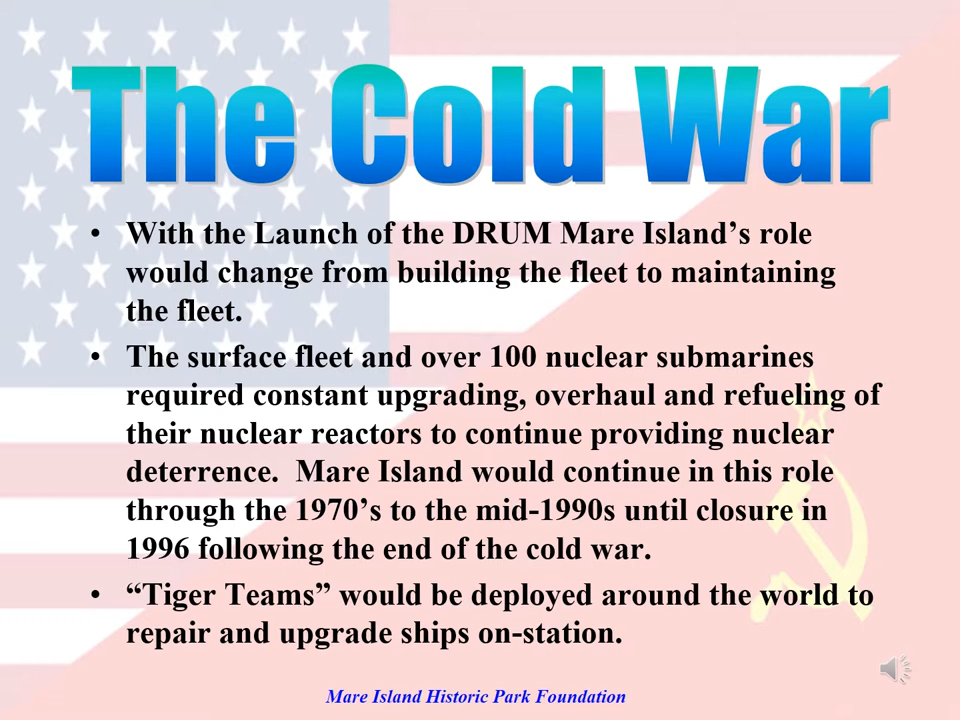 The Cold War
• With the Launch of the DRUM Mare Island’s role
would change from building the fleet to maintaining
the fleet.
• The surface fleet and over 100 nuclear submarines
required constant upgrading, overhaul and refueling of
their nuclear reactors to continue providing nuclear
deterrence.  Mare Island would continue in this role
through the 1970’s to the mid-1990s until closure in
1996 following the end of the cold war.
• “Tiger Teams” would be deployed around the world to
repair and upgrade ships on-station.
Mare Island Historic Park Foundation